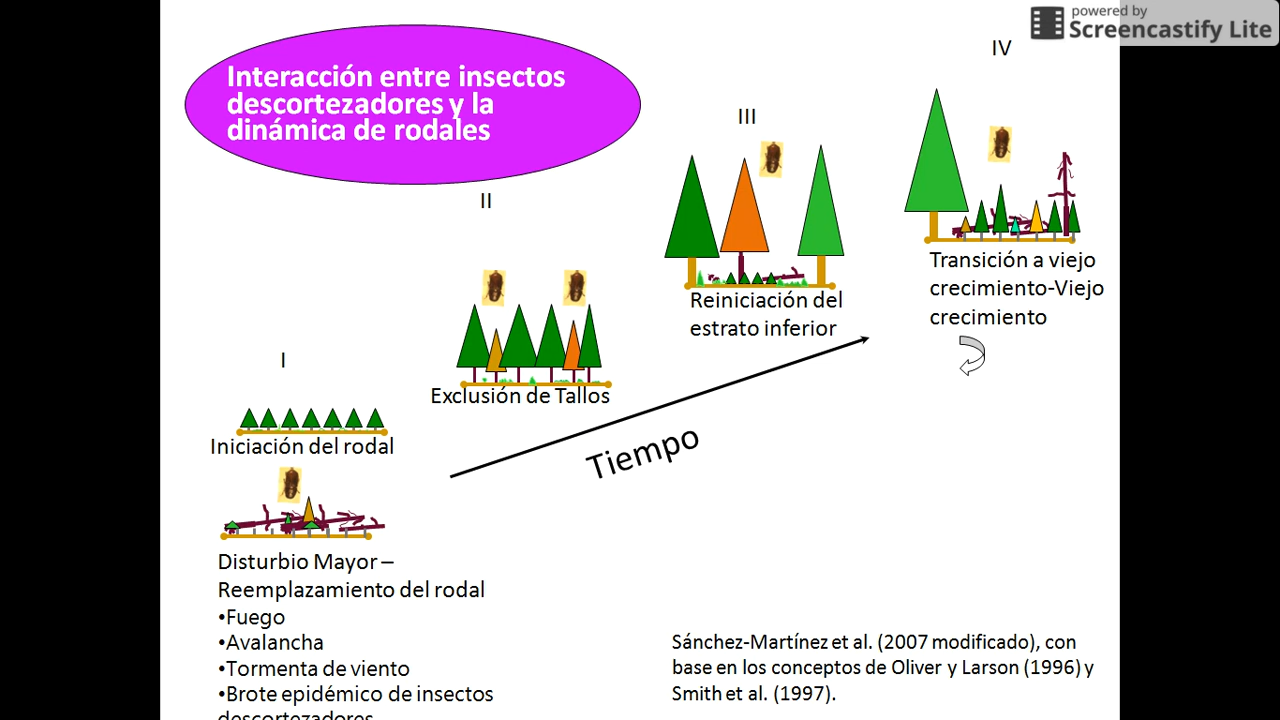 powered by
Screencastify Lite
Interacción entre insectos
descortezadores y la
dinámica de rodales
IV
III
II
I
Transición a viejo
crecimiento-Viejo
crecimiento
Reiniciación del
estrato inferior
Exclusión de Tallos
Iniciación del rodal
Tiempo
Disturbio Mayor –
Reemplazamiento del rodal
•Fuego
•Avalancha
•Tormenta de viento
•Brote epidémico de insectos
descortezadores
Sánchez-Martínez et al. (2007 modificado), con
base en los conceptos de Oliver y Larson (1996) y
Smith et al. (1997).